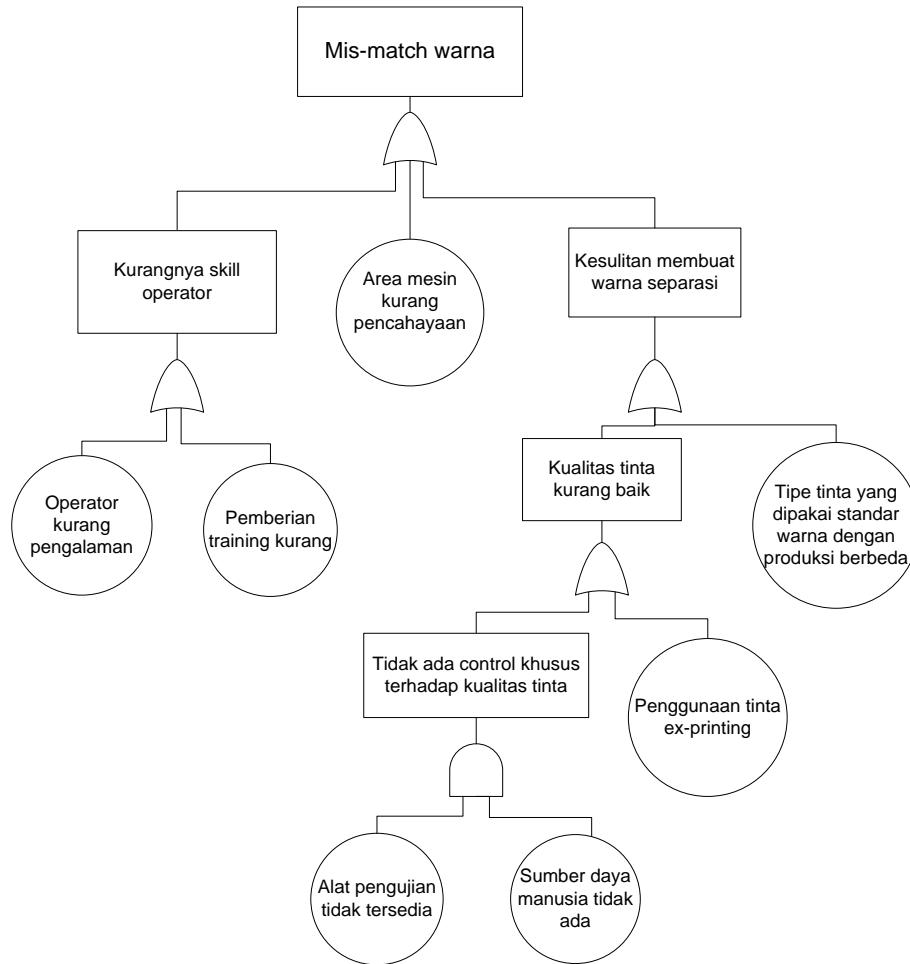 Mis-match warna
Kurangnya skill
operator
Area mesin
kurang
pencahayaan
Kesulitan membuat
warna separasi
Operator
kurang
pengalaman
Pemberian
training kurang
Kualitas tinta
kurang baik
Tipe tinta yang
dipakai standar
warna dengan
produksi berbeda
Tidak ada control khusus
terhadap kualitas tinta
Penggunaan tinta
ex-printing
Alat pengujian
tidak tersedia
Sumber daya
manusia tidak
ada